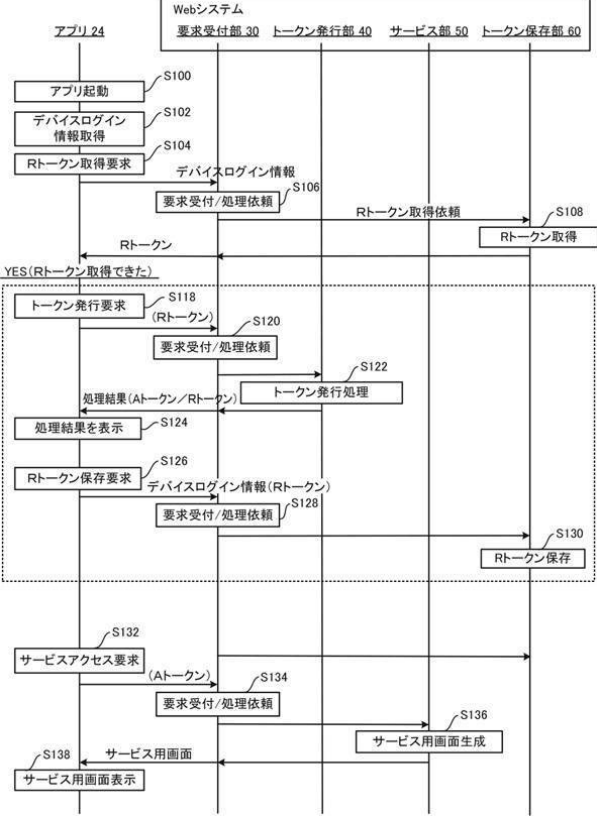 Webシステム
アプリ 24
要求受付部 30
トークン発行部 40
サービス部 50
トークン保存部 60
S100
アプリ起動
S102
デバイスログイン
情報取得
S104
Rトークン取得要求
デバイスログイン情報
S106
要求受付/処理依頼
Rトークン取得依頼
S108
Rトークン取得
Rトークン
YES(Rトークン取得できた)
S118
トークン発行要求
(Rトークン)
S120
要求受付/処理依頼
S122
トークン発行処理
処理結果(Aトークン/Rトークン)
S124
処理結果を表示
S126
Rトークン保存要求
デバイスログイン情報(Rトークン)
S128
要求受付/処理依頼
S130
Rトークン保存
S132
サービスアクセス要求
(Aトークン)
S134
要求受付/処理依頼
S136
サービス用画面生成
サービス用画面
S138
サービス用画面表示